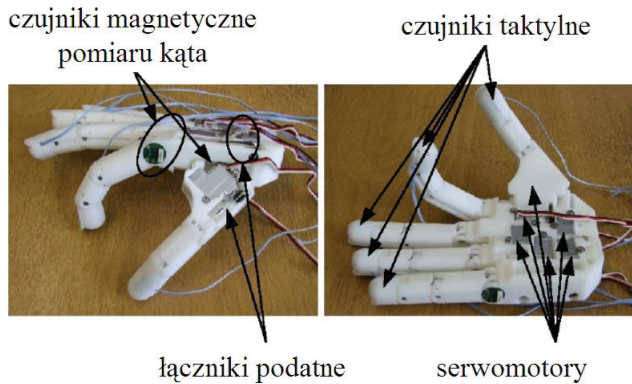 czujniki magnetyczne
pomiaru kąta
czujniki taktylne
łączniki podatne
serwomotory